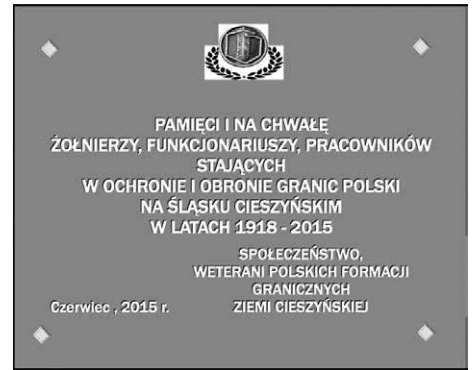 PAMIĘCI I NA CHWAŁĘ
ŻOŁNIERZY, FUNKCJONARIUSZY, PRACOWNIKÓW
STAJĄCYCH
W OCHRONIE I OBRONIE GRANIC POLSKI
NA ŚLĄSKU CIESZYŃSKIM
W LATACH 1918 - 2015
SPOŁECZEŃSTWO,
WETERANI POLSKICH FORMACJI
GRANICZNYCH
Czerwiec , 2015 r. ZIEMI CIESZYŃSKIEJ